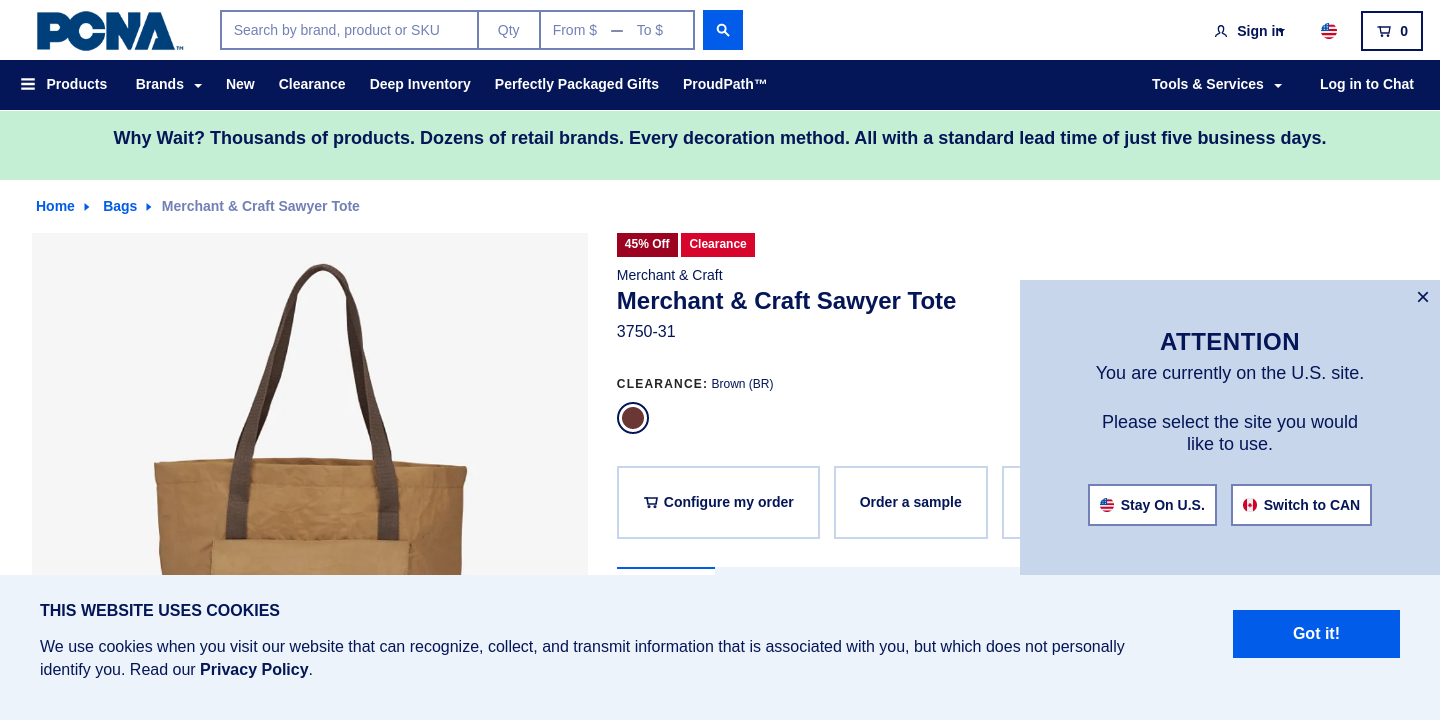 PCNA™
Search by brand, product or SKU
Qty
From $ — To $
Sign in
0
Products
Brands
New
Clearance
Deep Inventory
Perfectly Packaged Gifts
ProudPath™
Tools & Services
Log in to Chat
Why Wait? Thousands of products. Dozens of retail brands. Every decoration method. All with a standard lead time of just five business days.
Home
Bags
Merchant & Craft Sawyer Tote
45% Off
Clearance
Merchant & Craft
Merchant & Craft Sawyer Tote
3750-31
CLEARANCE: Brown (BR)
Configure my order
Order a sample
×
ATTENTION
You are currently on the U.S. site.
Please select the site you would
like to use.
Stay On U.S.
Switch to CAN
THIS WEBSITE USES COOKIES
We use cookies when you visit our website that can recognize, collect, and transmit information that is associated with you, but which does not personally
identify you. Read our Privacy Policy.
Got it!